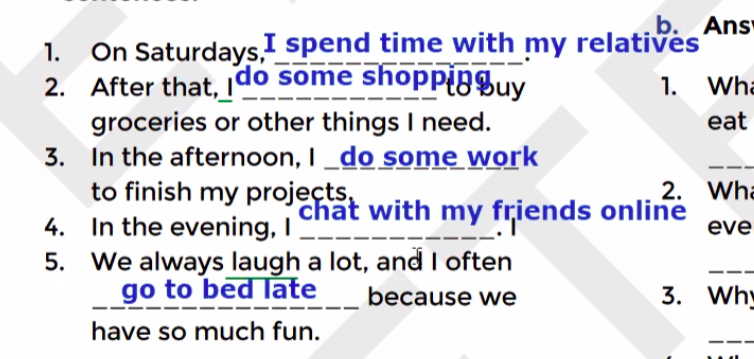 b. Ans
1. On Saturdays, I spend time with my relatives.
2. After that, I do some shopping to buy
groceries or other things I need.
3. In the afternoon, I do some work
to finish my projects.
4. In the evening, I chat with my friends online. I
5. We always laugh a lot, and I often
go to bed late because we
have so much fun.
1. Wha
eat
2. Wha
eve
3. Why